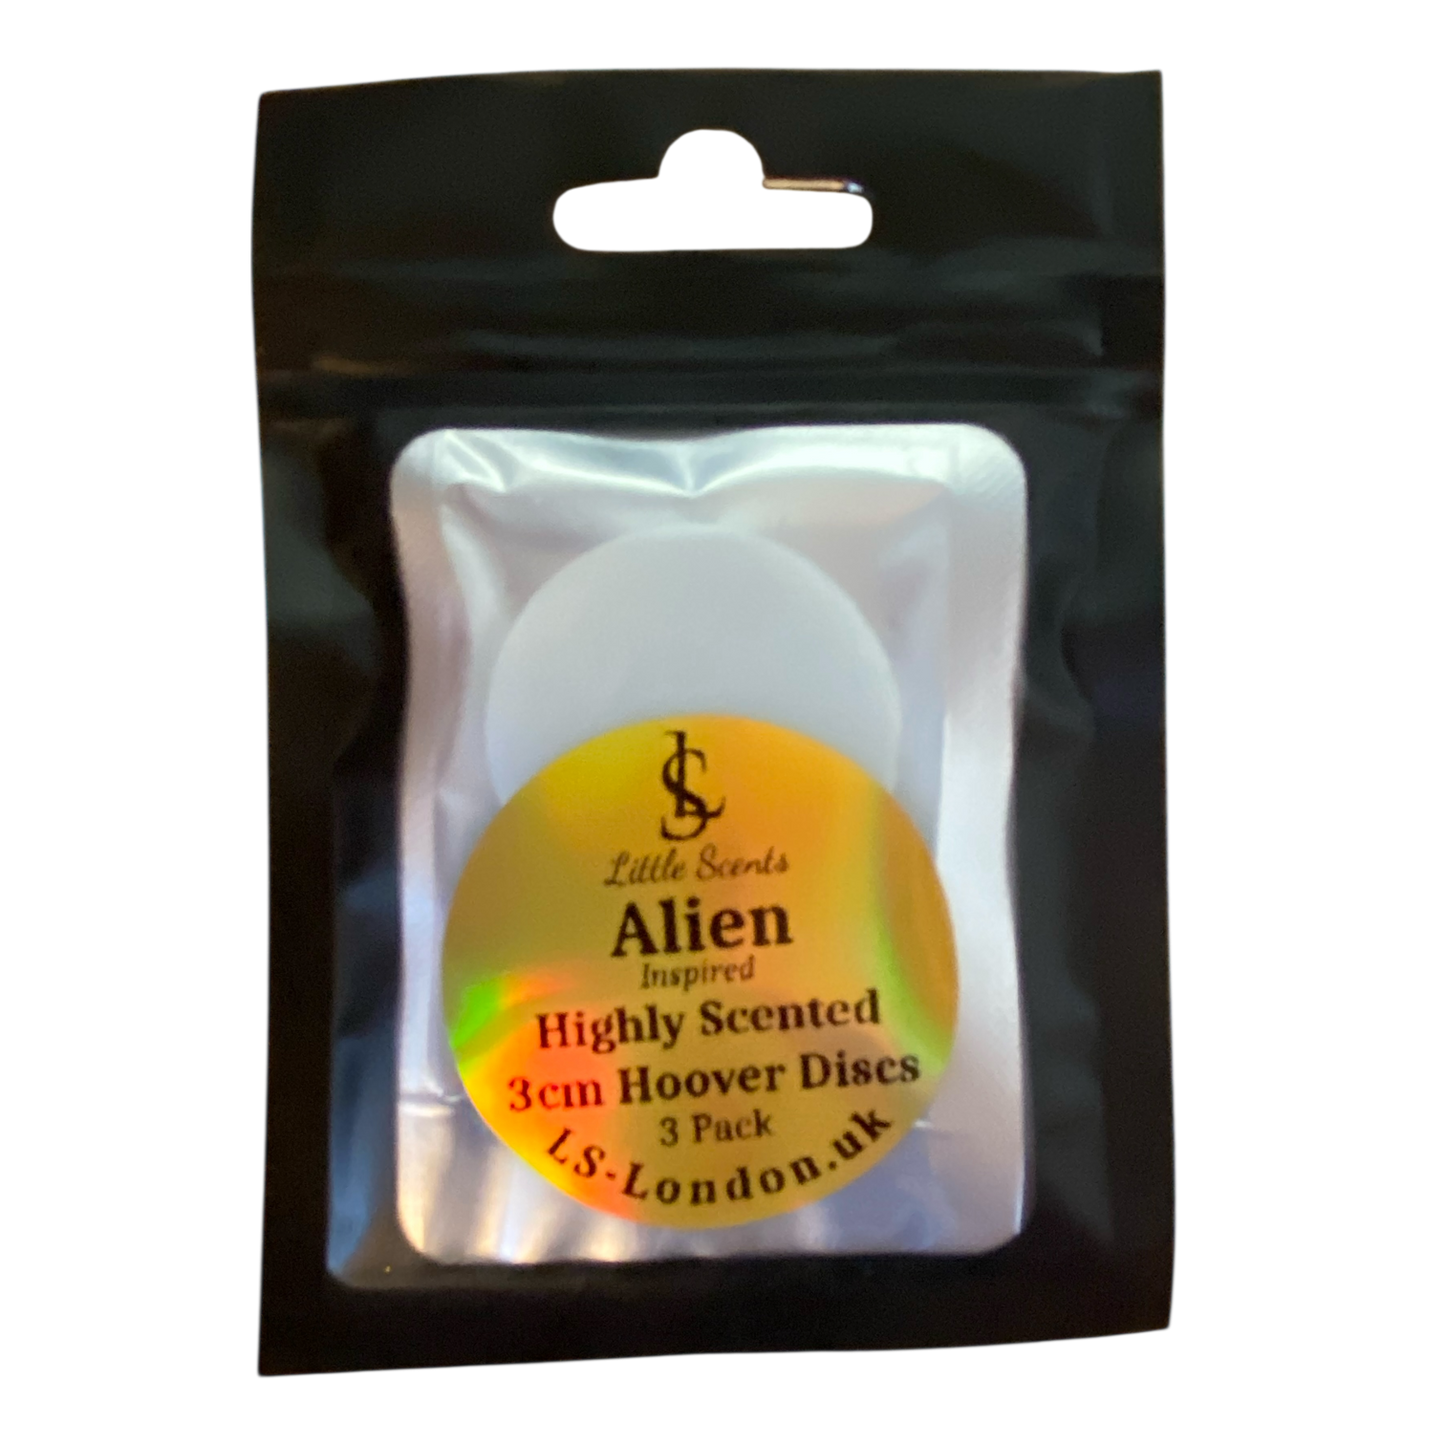 LS
Little Scents
Alien
Inspired
Highly Scented
3cm Hoover Discs
3 Pack
LS-London.uk